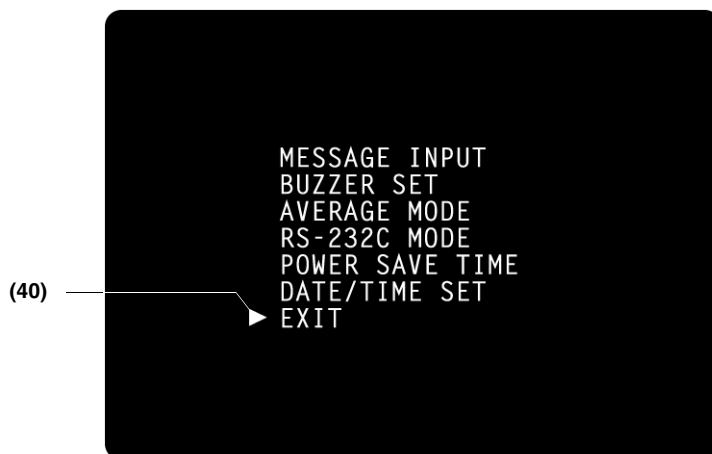 MESSAGE INPUT
BUZZER SET
AVERAGE MODE
RS-232C MODE
POWER SAVE TIME
DATE/TIME SET
(40) EXIT